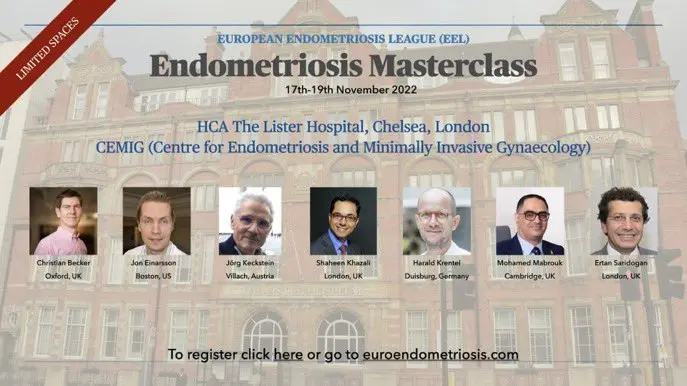 LIMITED SPACES
EUROPEAN ENDOMETRIOSIS LEAGUE (EEL)
Endometriosis Masterclass
17th-19th November 2022
HCA The Lister Hospital, Chelsea, London
CEMIG (Centre for Endometriosis and Minimally Invasive Gynaecology)
Christian Becker
Oxford, UK
Jon Einarsson
Boston, US
Jörg Keckstein
Villach, Austria
Shaheen Khazali
London, UK
Harald Krentel
Duisburg, Germany
Mohamed Mabrouk
Cambridge, UK
Ertan Saridogan
London, UK
To register click here or go to euroendometriosis.com